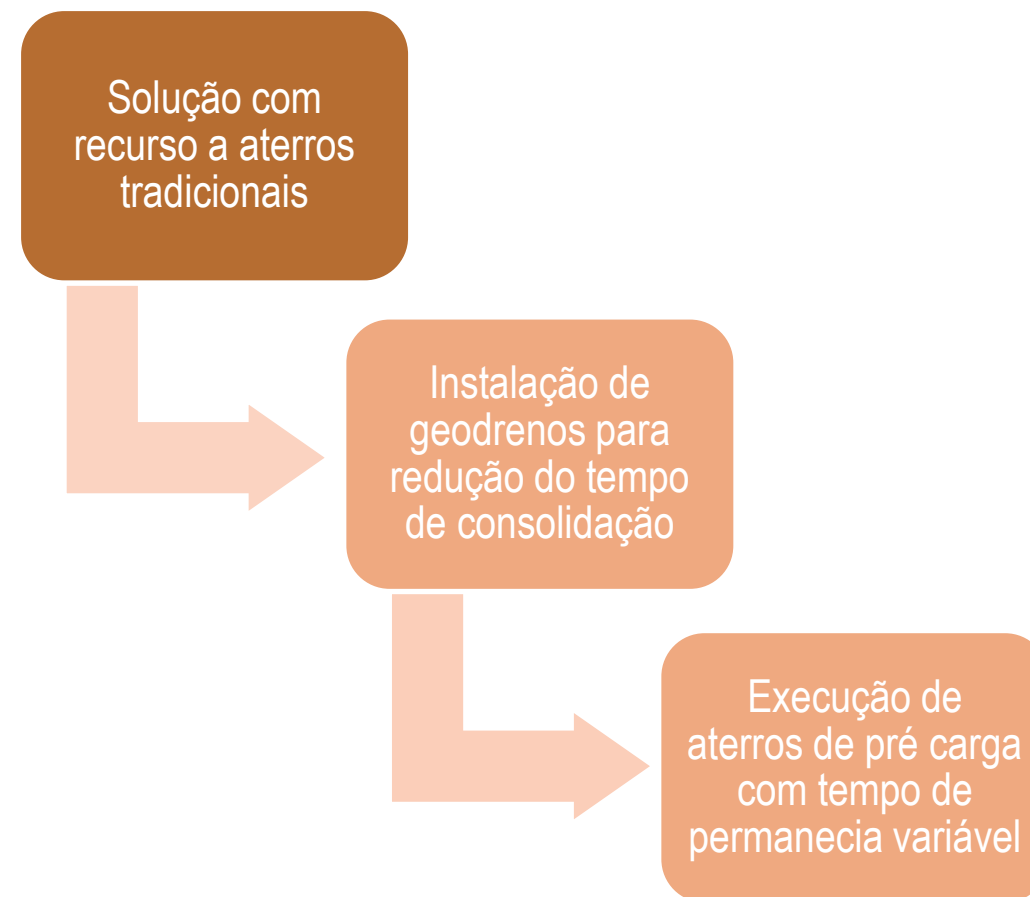 Solução com
recurso a aterros
tradicionais
Instalação de
geodrenos para
redução do tempo
de consolidação
Execução de
aterros de pré carga
com tempo de
permanecia variável